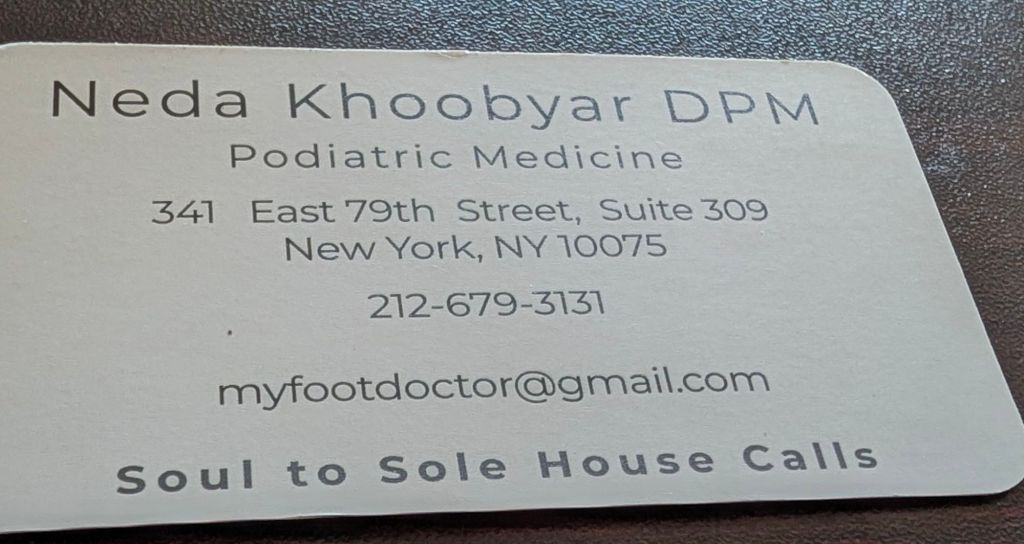 Neda Khoobyar DPM
Podiatric Medicine
341 East 79th Street, Suite 309
New York, NY 10075
212-679-3131
myfootdoctor@gmail.com
Soul to Sole House Calls